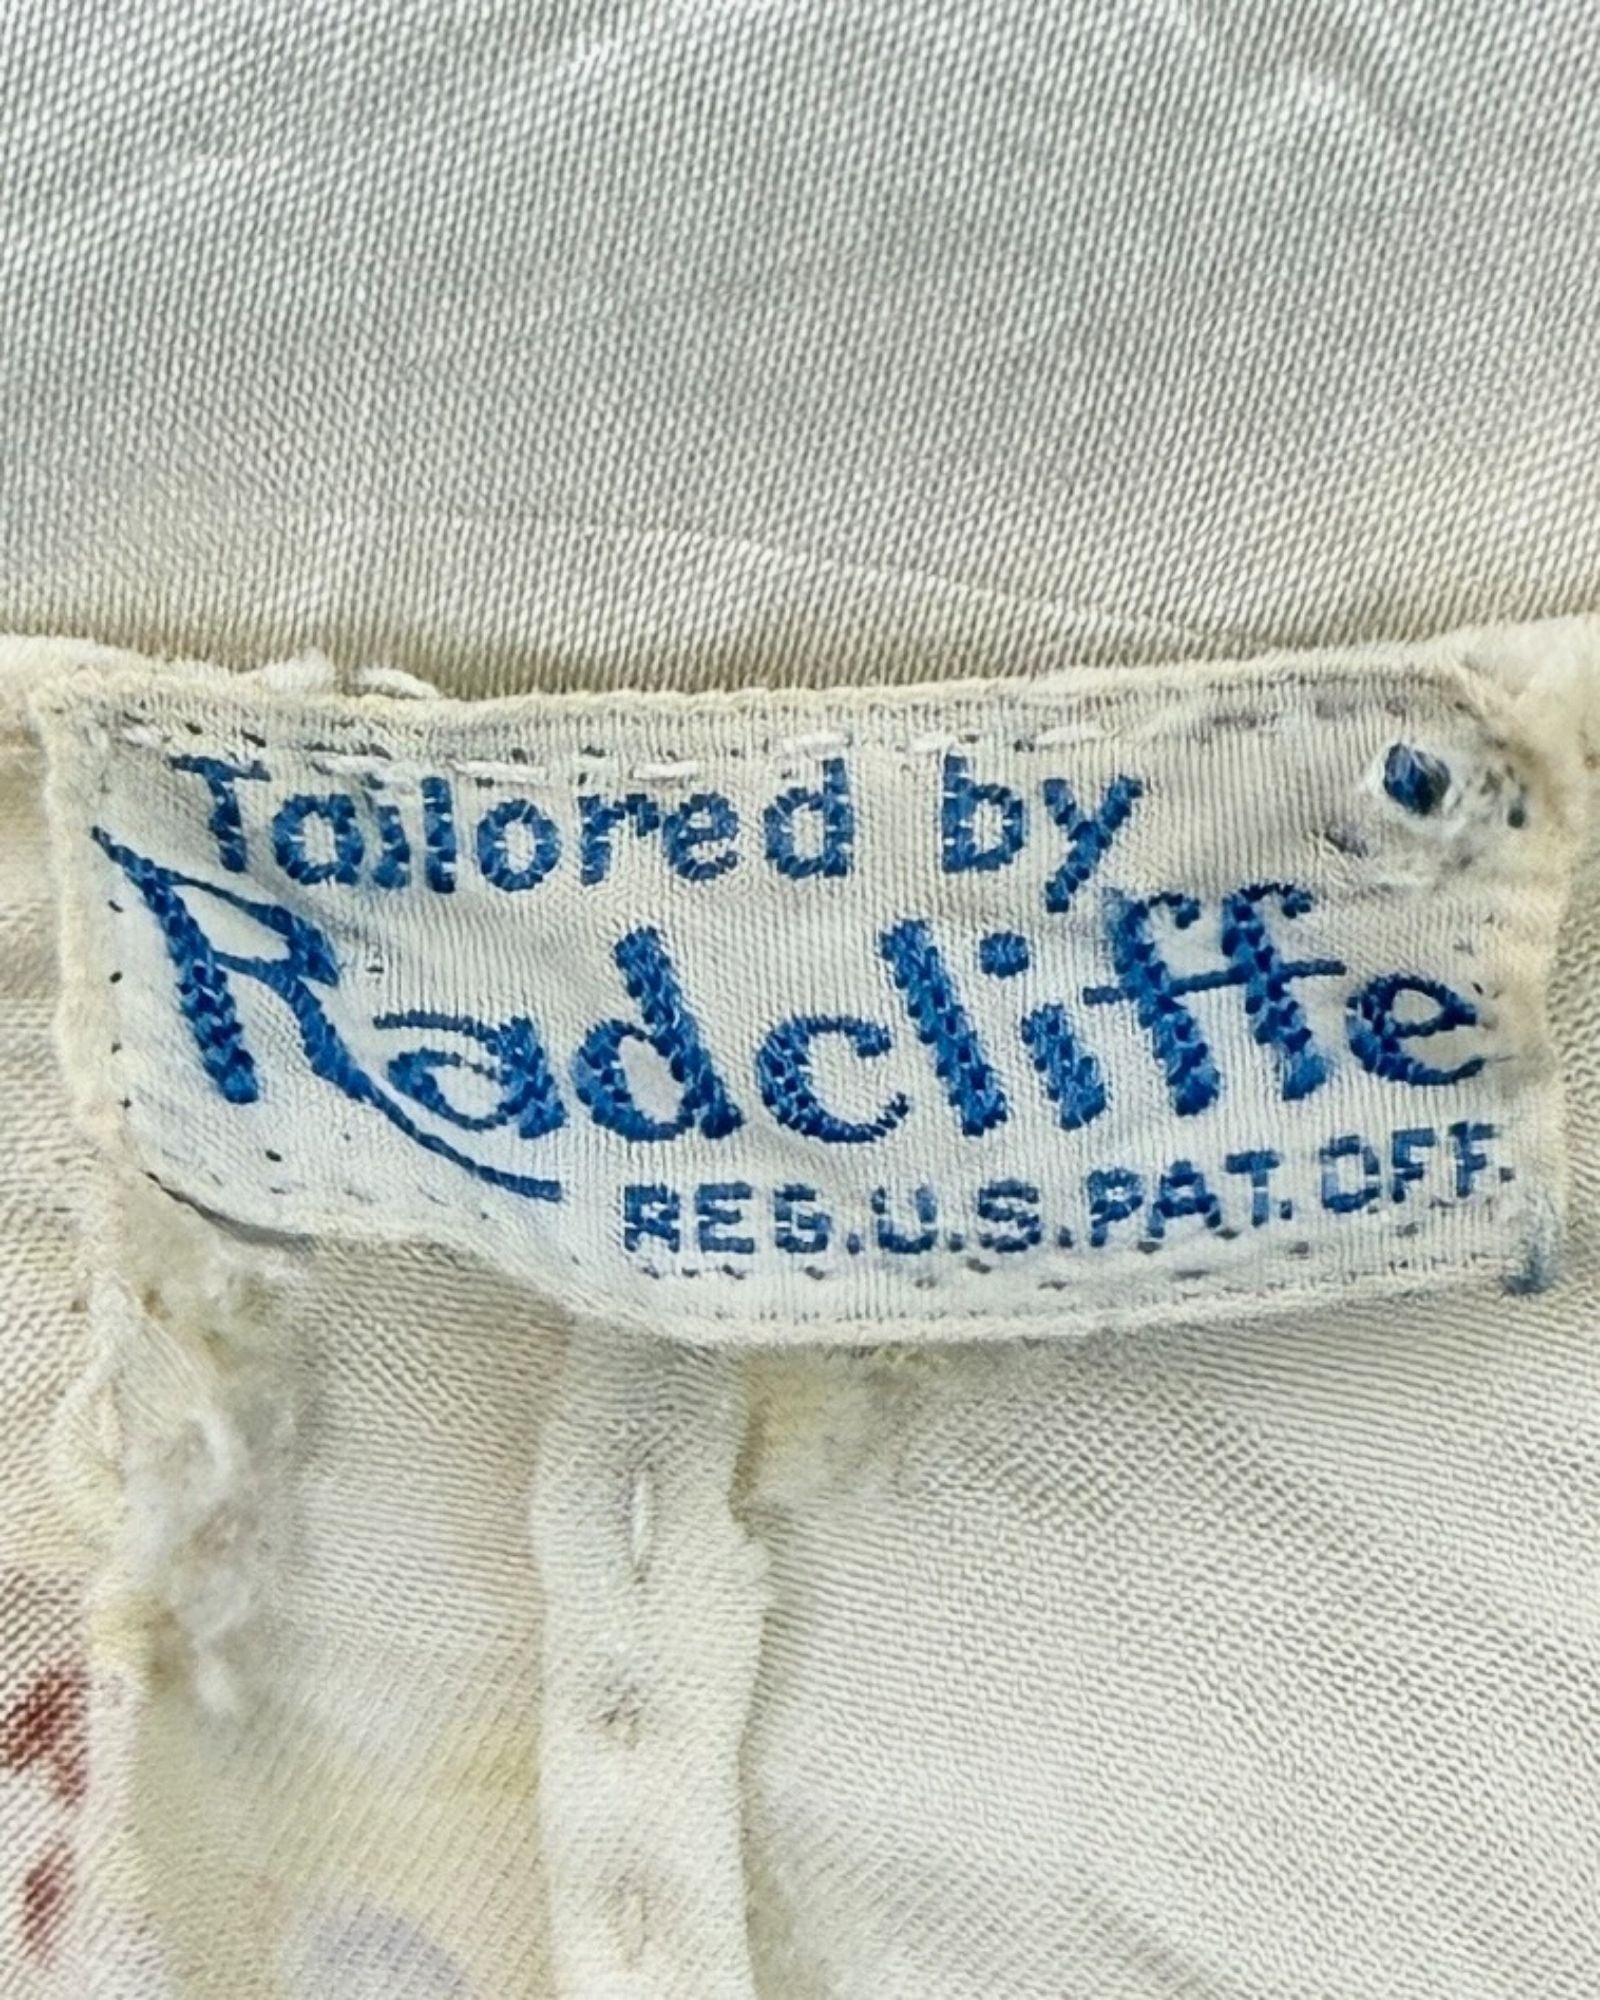 Tailored by
Radcliffe
REG.U.S.PAT.OFF.